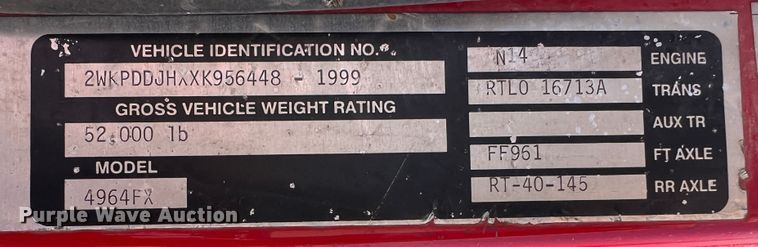 VEHICLE IDENTIFICATION NO.
2WKPDDJHXXK956448 - 1999
GROSS VEHICLE WEIGHT RATING
52,000 lb
MODEL
4964FX
N14 ENGINE
RTLO 16713A TRANS
AUX TR
FF961 FT AXLE
RT-40-145 RR AXLE
Purple Wave Auction